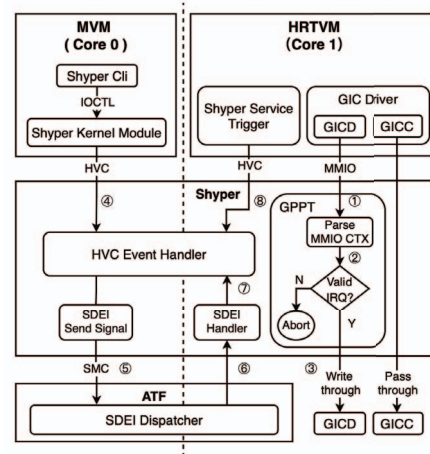 MVM
( Core 0 )
HRTVM
(Core 1)
Shyper Cli
IOCTL
Shyper Kernel Module
Shyper Service
Trigger
GIC Driver
GICD
GICC
HVC
HVC
MMIO
Shyper
④
⑧
①
GPPT
Parse
MMIO CTX
②
HVC Event Handler
Valid
IRQ?
N
Y
Abort
⑦
SDEI
Send Signal
SDEI
Handler
SMC
⑤
⑥
③
Write
through
Pass
through
ATF
SDEI Dispatcher
GICD
GICC